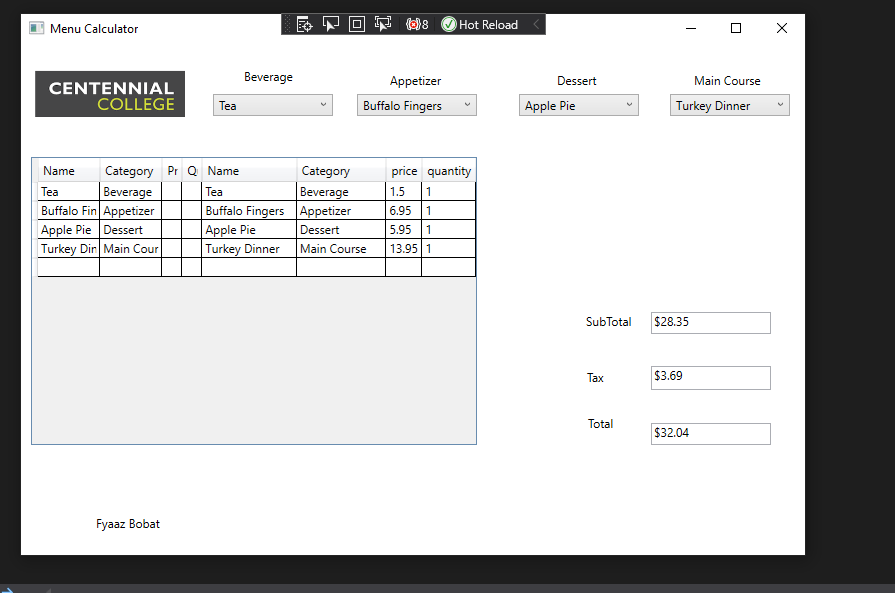 Menu Calculator
8 Hot Reload
CENTENNIAL
COLLEGE
Beverage Appetizer Dessert Main Course
Tea Buffalo Fingers Apple Pie Turkey Dinner
Name Category Pr Q Name Category price quantity
Tea Beverage Tea Beverage 1.5 1
Buffalo Fin Appetizer Buffalo Fingers Appetizer 6.95 1
Apple Pie Dessert Apple Pie Dessert 5.95 1
Turkey Din Main Cour Turkey Dinner Main Course 13.95 1
SubTotal $28.35
Tax $3.69
Total $32.04
Fyaaz Bobat